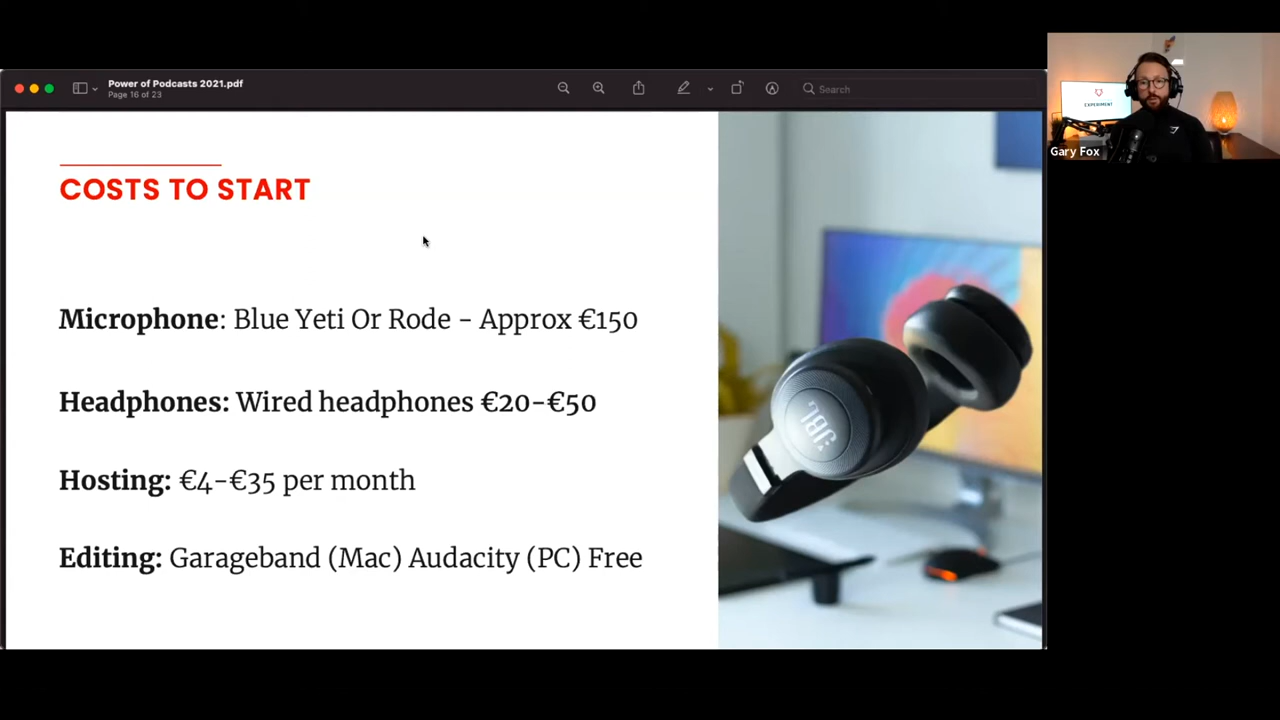 Power of Podcasts 2021.pdf
Page 16 of 23
Search
COSTS TO START
Microphone: Blue Yeti Or Rode - Approx €150
Headphones: Wired headphones €20-€50
Hosting: €4-€35 per month
Editing: Garageband (Mac) Audacity (PC) Free
JBL
EXPERIMENT
Gary Fox